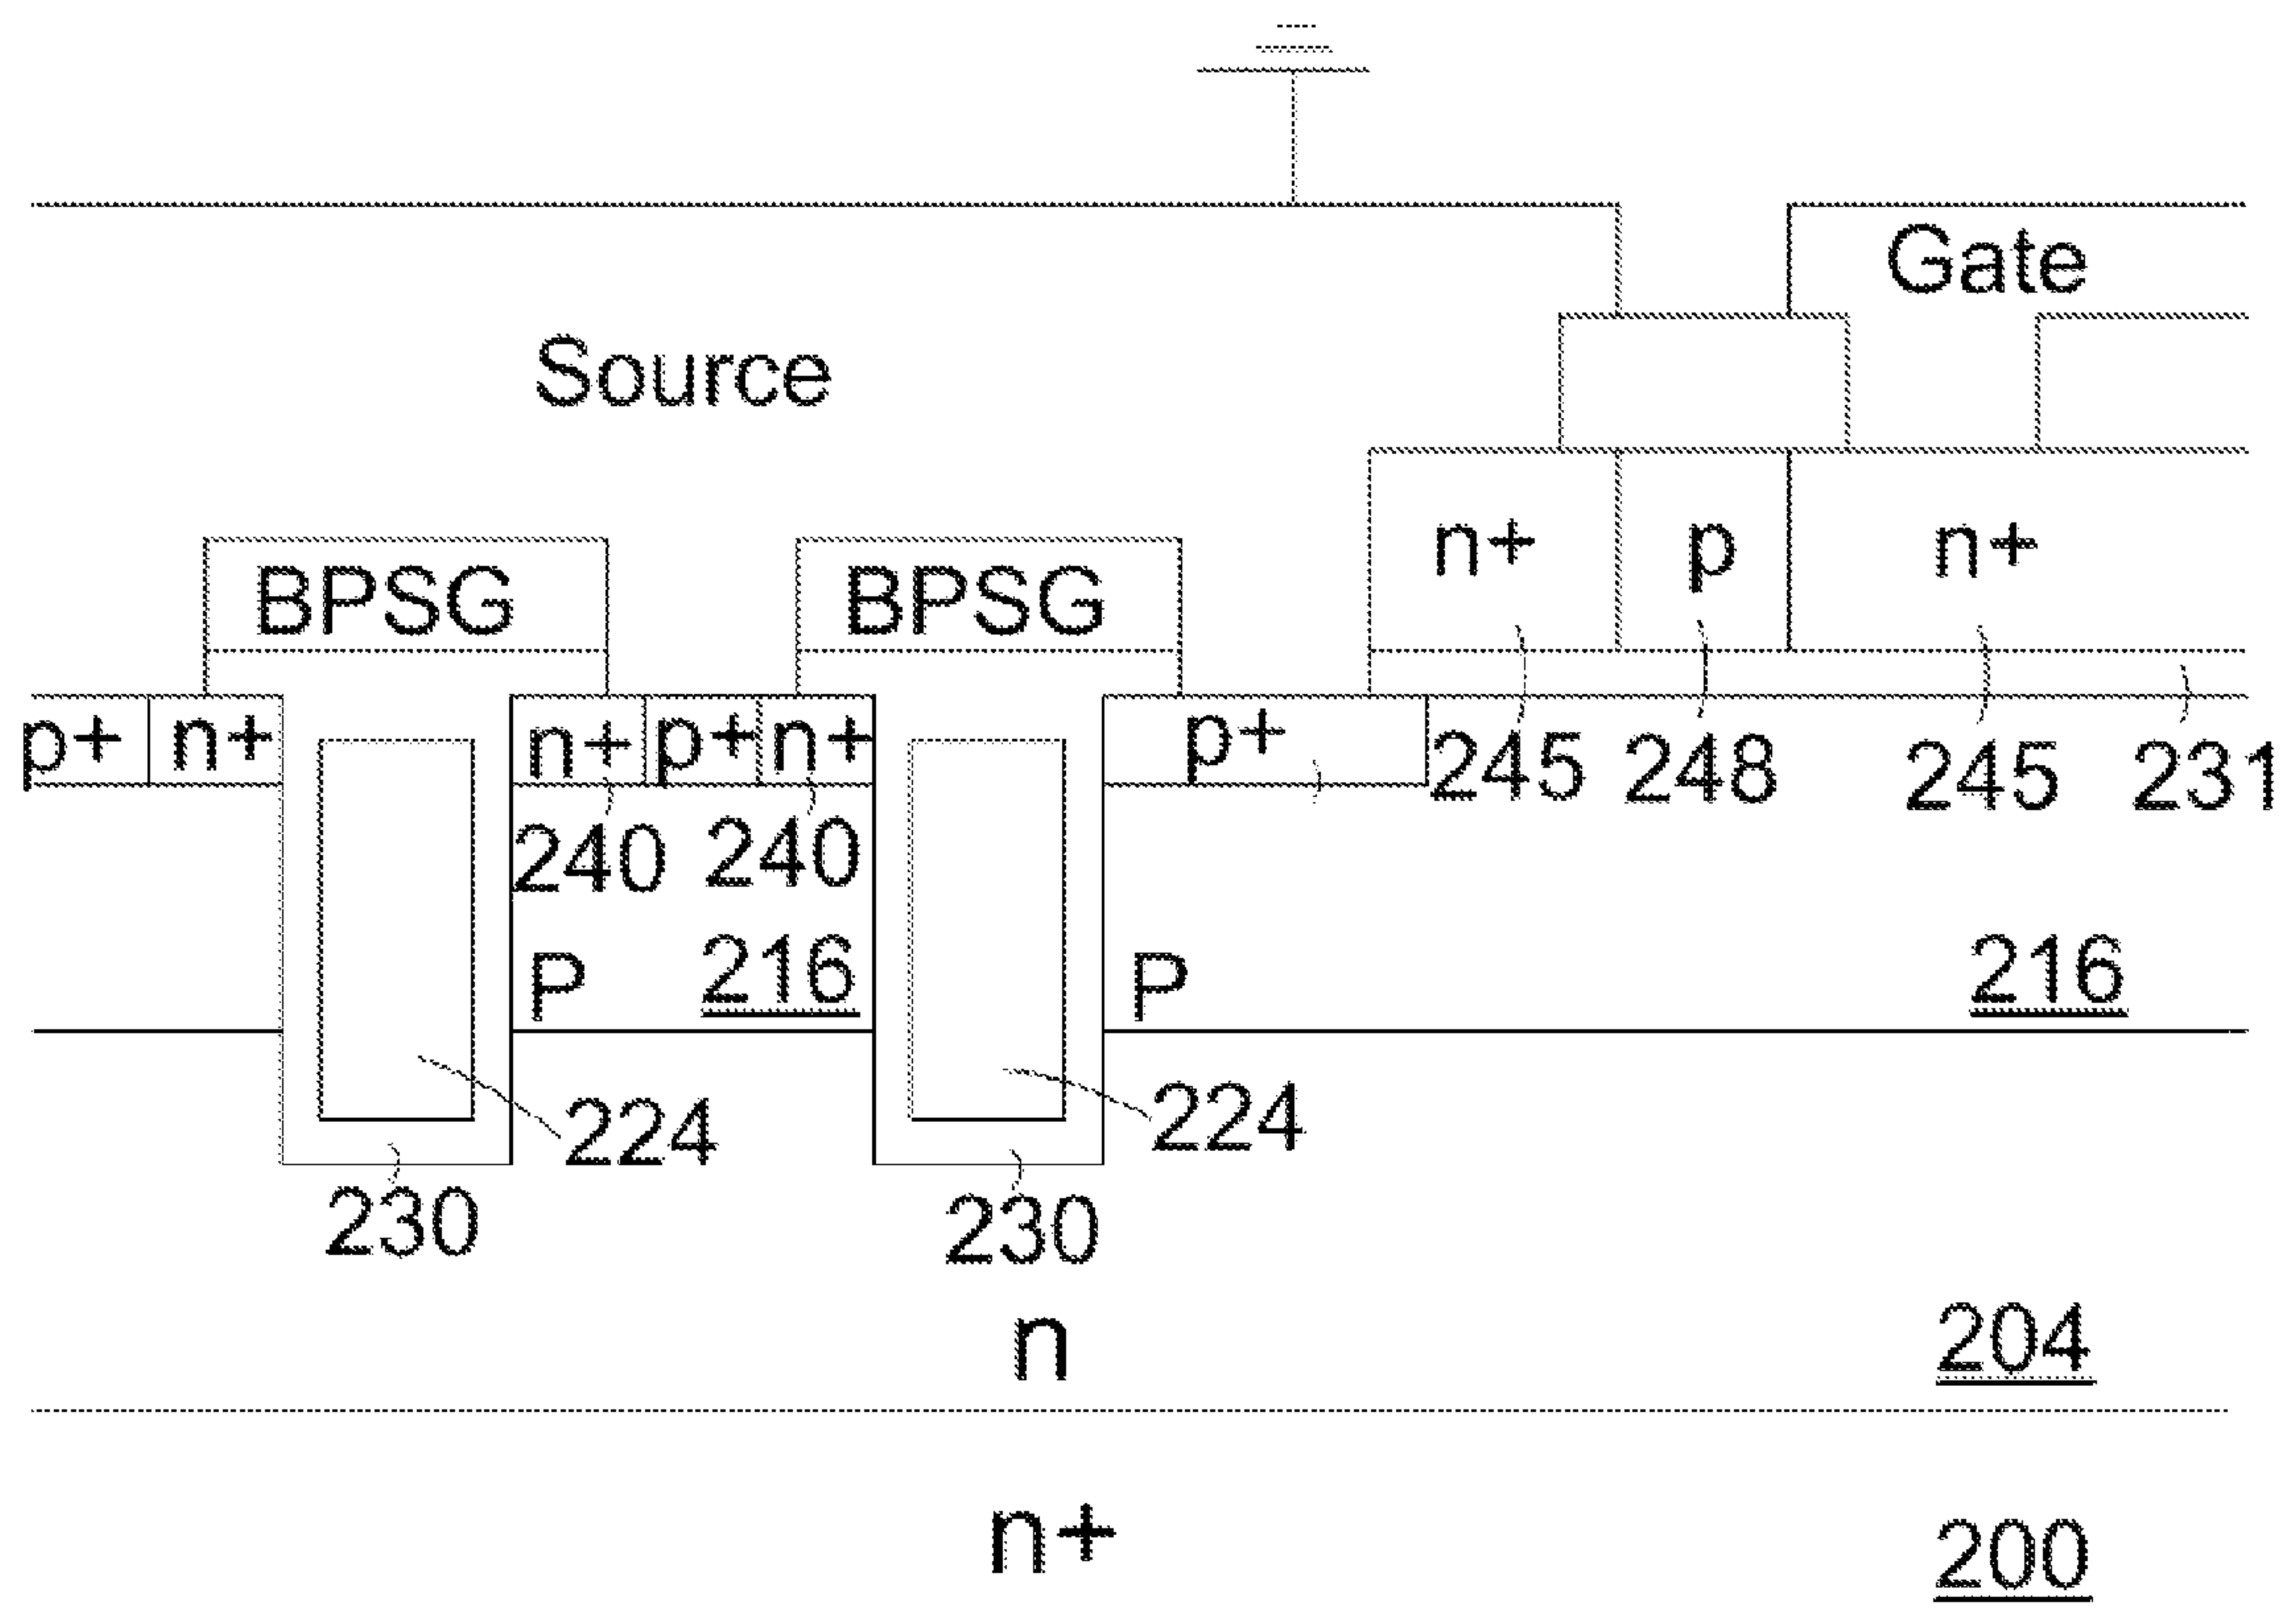 Gate
Source
n+ p n+
BPSG BPSG
p+ n+ n+ p+ n+ p+
245 248 245 231
240 240
P 216 P 216
224 224
230 230
n 204
n+ 200